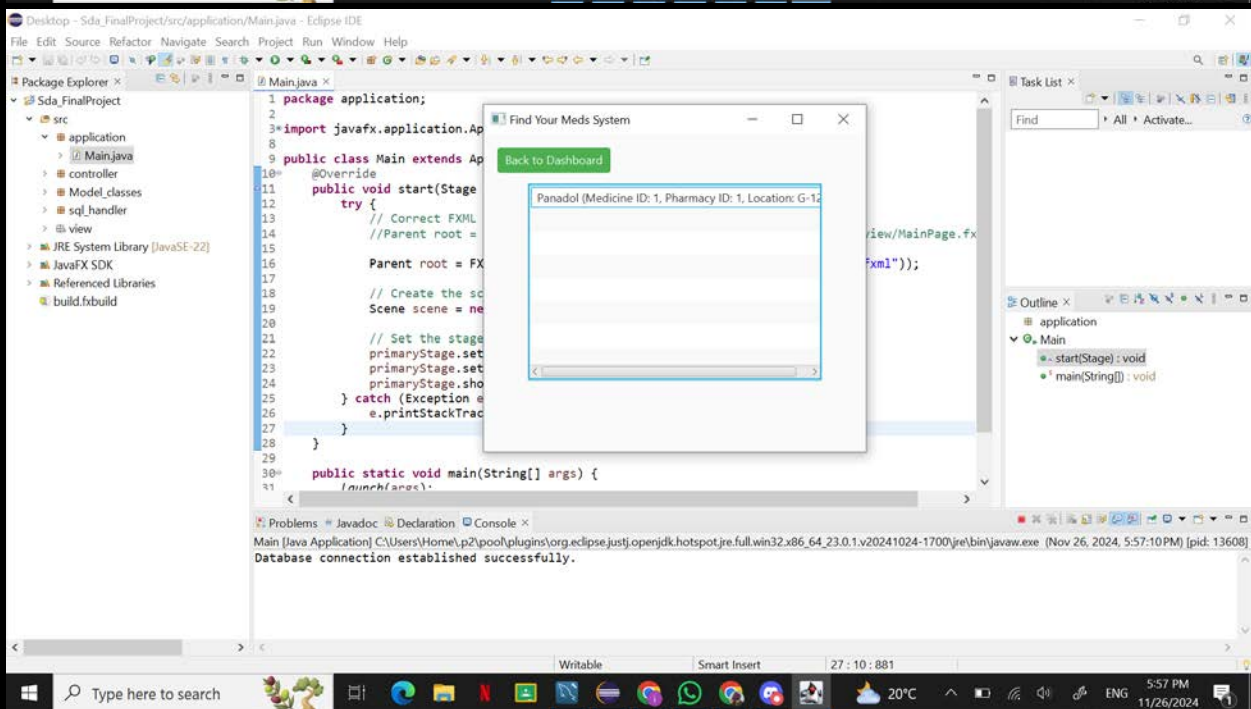 Desktop - Sda_FinalProject/src/application/Main.java - Eclipse IDE
File Edit Source Refactor Navigate Search Project Run Window Help
Package Explorer
Sda_FinalProject
src
application
Main.java
controller
Model_classes
sql_handler
view
JRE System Library [JavaSE-22]
JavaFX SDK
Referenced Libraries
build.fxbuild
Main.java
1 package application;
2
3 import javafx.application.Ap
8
9 public class Main extends Ap
10 @Override
11 public void start(Stage
12 try {
13 // Correct FXML
14 //Parent root = iew/MainPage.fx
15
16 Parent root = FX fxml"));
17
18 // Create the sc
19 Scene scene = ne
20
21 // Set the stage
22 primaryStage.set
23 primaryStage.set
24 primaryStage.sho
25 } catch (Exception e
26 e.printStackTrac
27 }
28 }
29
30 public static void main(String[] args) {
31 launch(args);
Find Your Meds System
Back to Dashboard
Panadol (Medicine ID: 1, Pharmacy ID: 1, Location: G-12
Task List
Find All Activate...
Outline
application
Main
start(Stage) : void
main(String[]) : void
Problems Javadoc Declaration Console
Main [Java Application] C:\Users\Home\.p2\pool\plugins\org.eclipse.justj.openjdk.hotspot.jre.full.win32.x86_64_23.0.1.v20241024-1700\jre\bin\javaw.exe (Nov 26, 2024, 5:57:10 PM) [pid: 13608]
Database connection established successfully.
Writable Smart Insert 27 : 10 : 881
Type here to search 20°C ENG 5:57 PM
11/26/2024